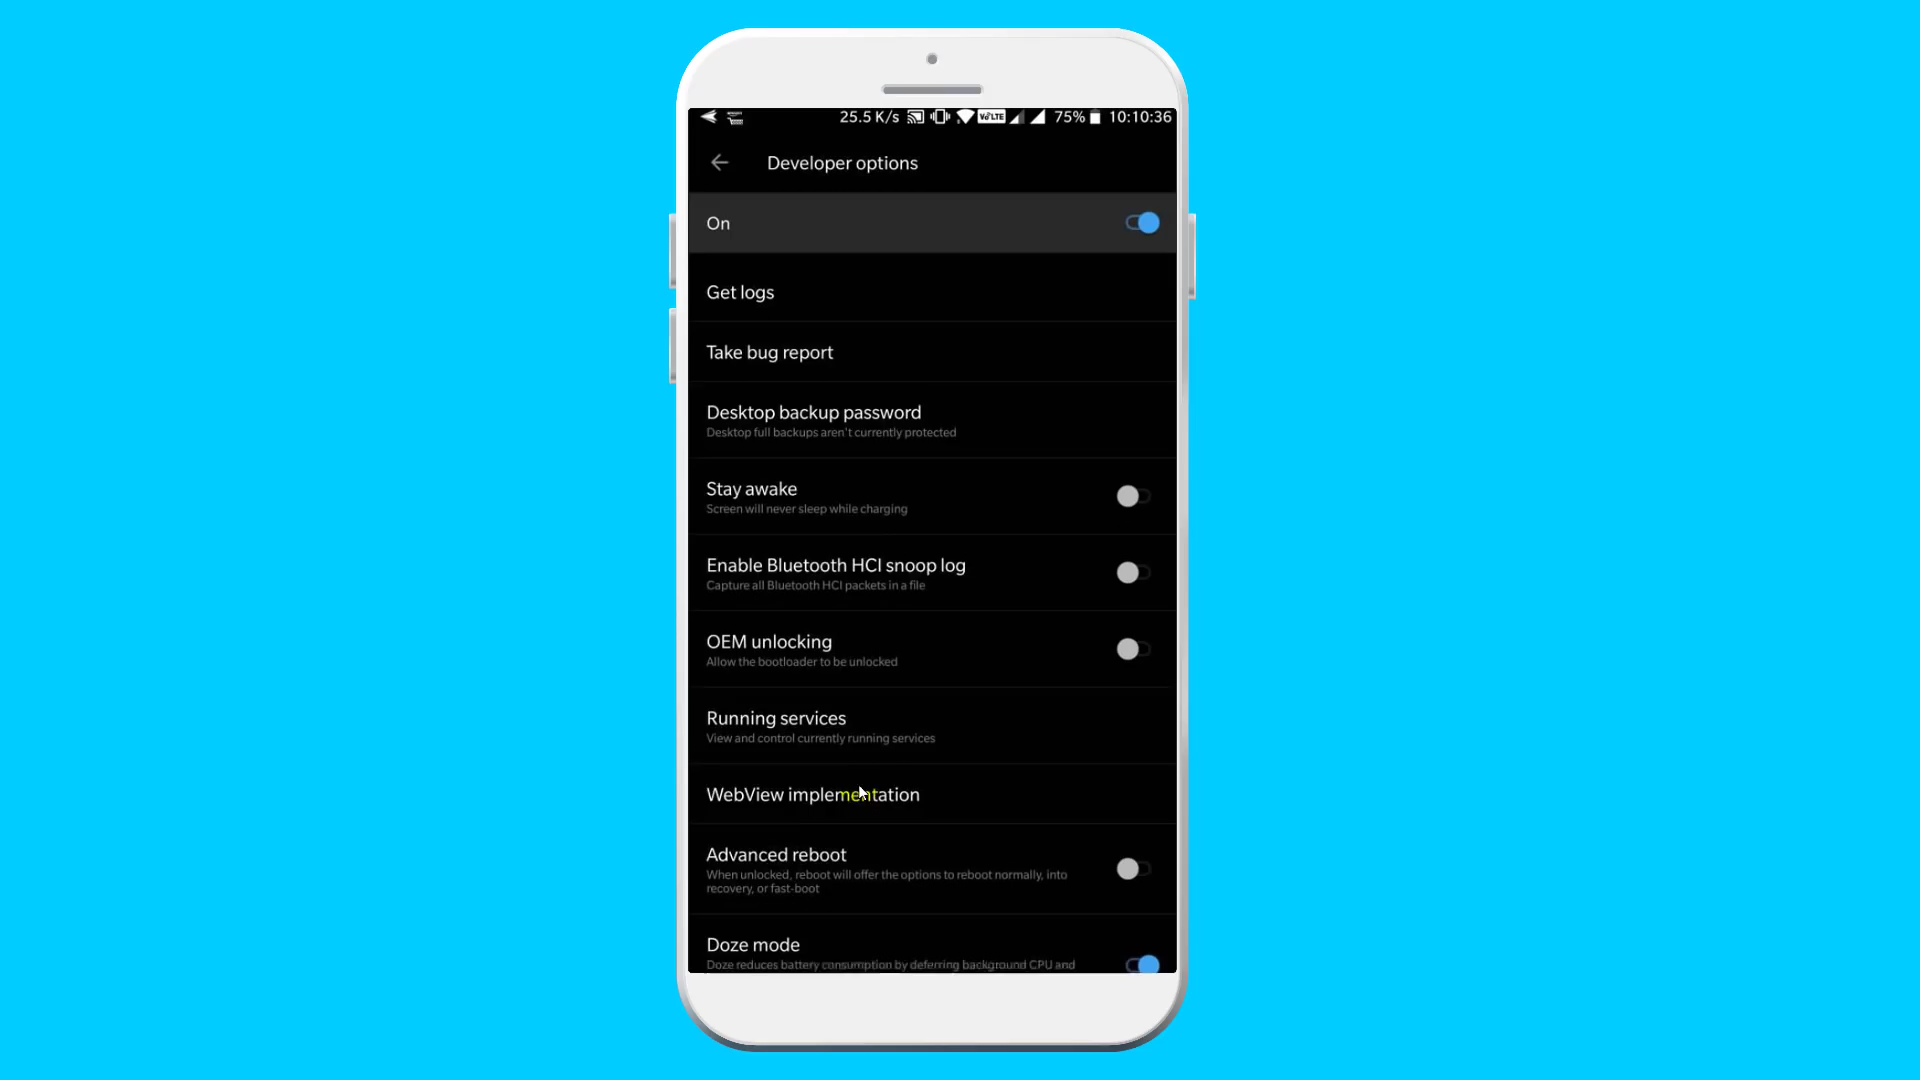 25.5 K/s VoLTE 75% 10:10:36
Developer options
On
Get logs
Take bug report
Desktop backup password
Desktop full backups aren't currently protected
Stay awake
Screen will never sleep while charging
Enable Bluetooth HCI snoop log
Capture all Bluetooth HCI packets in a file
OEM unlocking
Allow the bootloader to be unlocked
Running services
View and control currently running services
WebView implementation
Advanced reboot
When unlocked, reboot will offer the options to reboot normally, into
recovery, or fast-boot
Doze mode
Doze reduces battery consumption by deferring background CPU and